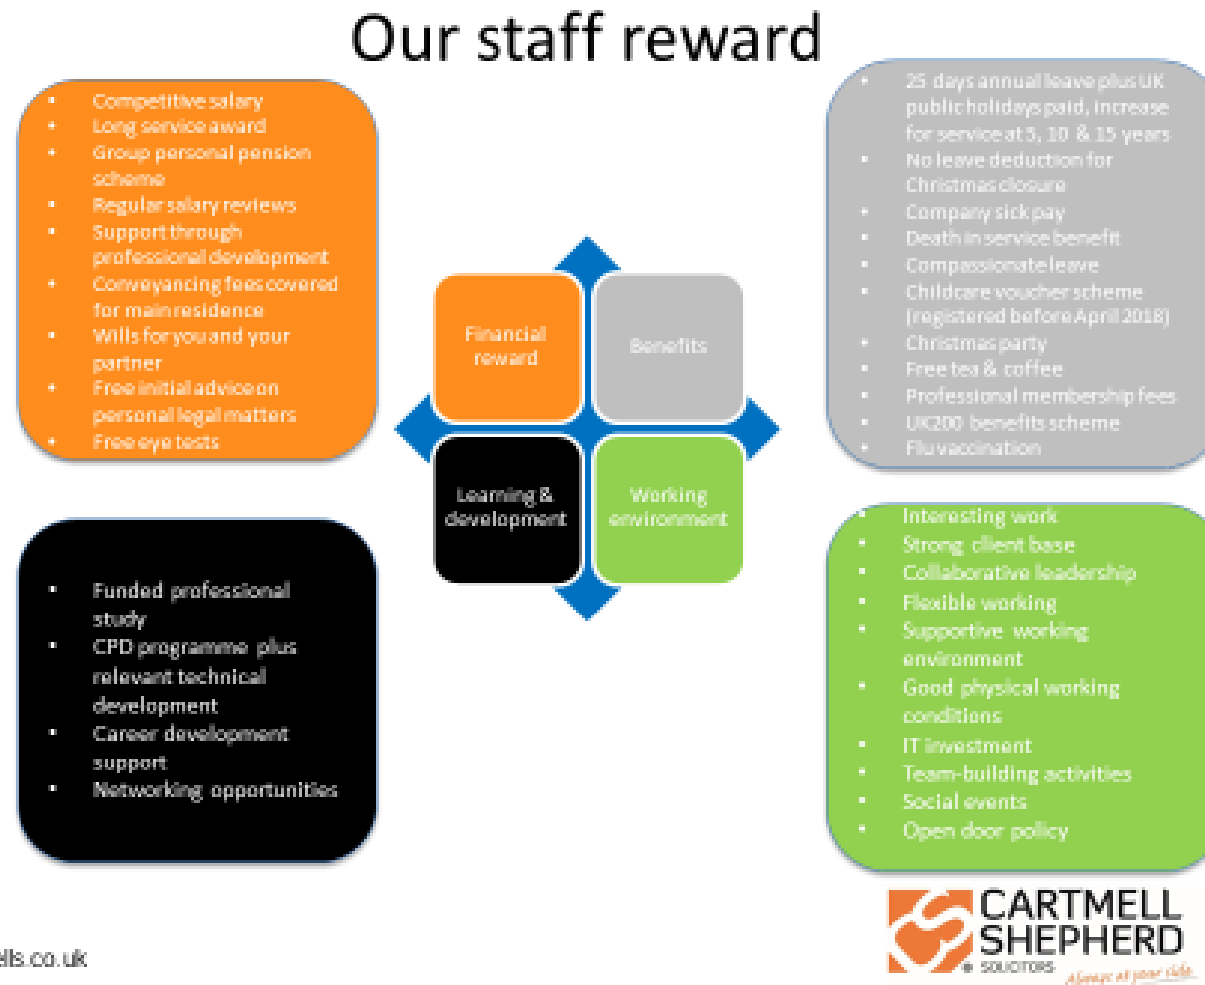 Our staff reward
• Competitive salary
• Long service award
• Group personal pension
scheme
• Regular salary reviews
• Support through
professional development
• Conveyancing fees covered
for main residence
• Wills for you and your
partner
• Free initial advice on
personal legal matters
• Free eye tests
• 25 days annual leave plus UK
public holidays paid, increase
for service at 5, 10 & 15 years
• No leave deduction for
Christmas closure
• Company sick pay
• Death in service benefit
• Compassionate leave
• Childcare voucher scheme
(registered before April 2018)
• Christmas party
• Free tea & coffee
• Professional membership fees
• UK200 benefits scheme
• Flu vaccination
Financial
reward
Benefits
Learning &
development
Working
environment
• Funded professional
study
• CPD programme plus
relevant technical
development
• Career development
support
• Networking opportunities
• Interesting work
• Strong client base
• Collaborative leadership
• Flexible working
• Supportive working
environment
• Good physical working
conditions
• IT investment
• Team-building activities
• Social events
• Open door policy
CARTMELL
SHEPHERD
SOLICITORS
Always at your side
ells.co.uk